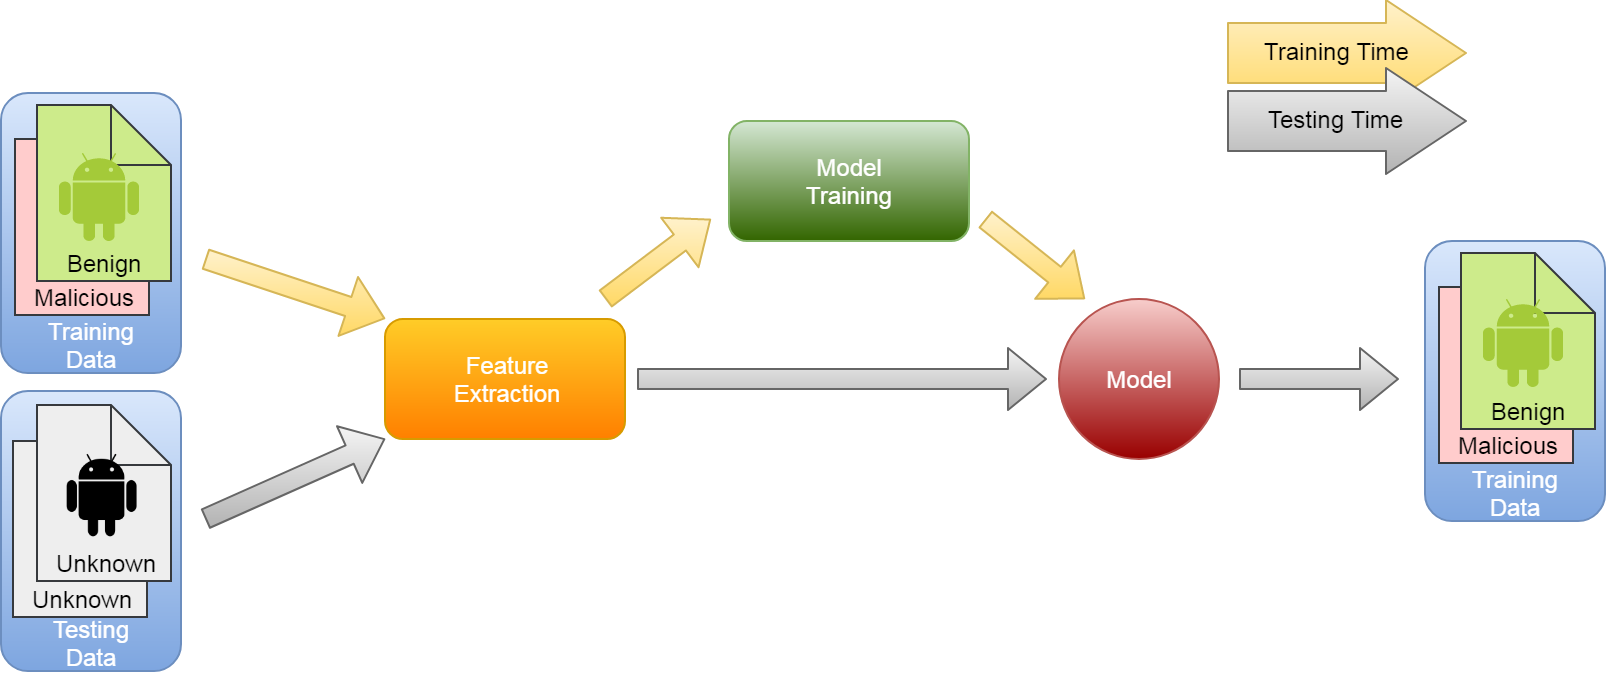 Training Time
Testing Time
Benign
Malicious
Training
Data
Unknown
Unknown
Testing
Data
Feature
Extraction
Model
Training
Model
Benign
Malicious
Training
Data